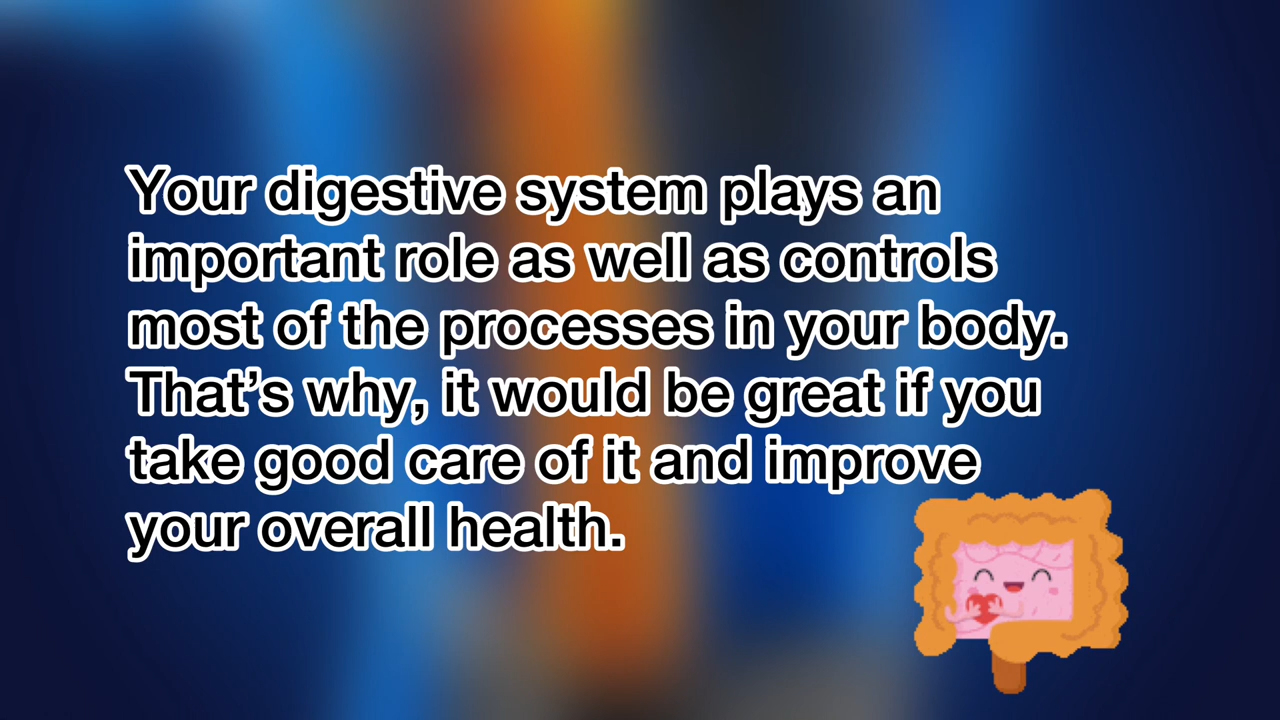 Your digestive system plays an
important role as well as controls
most of the processes in your body.
That’s why, it would be great if you
take good care of it and improve
your overall health.